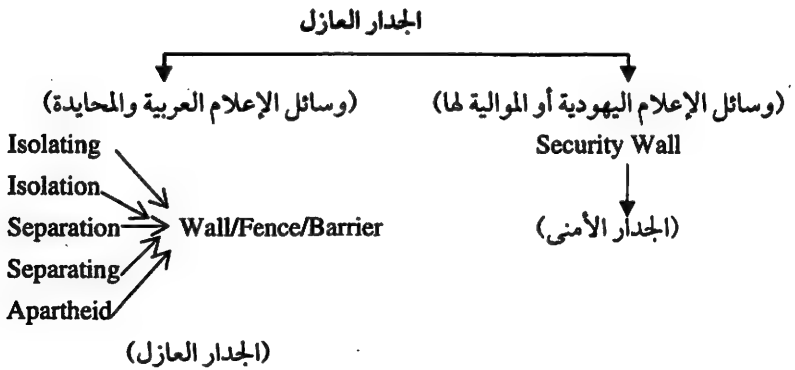 الجدار العازل
(وسائل الإعلام اليهودية أو الموالية لها) (وسائل الإعلام العربية والمحايدة)
Isolating Security Wall
Isolation
Separation Wall/Fence/Barrier (الجدار الأمنى)
Separating
Apartheid
(الجدار العازل)